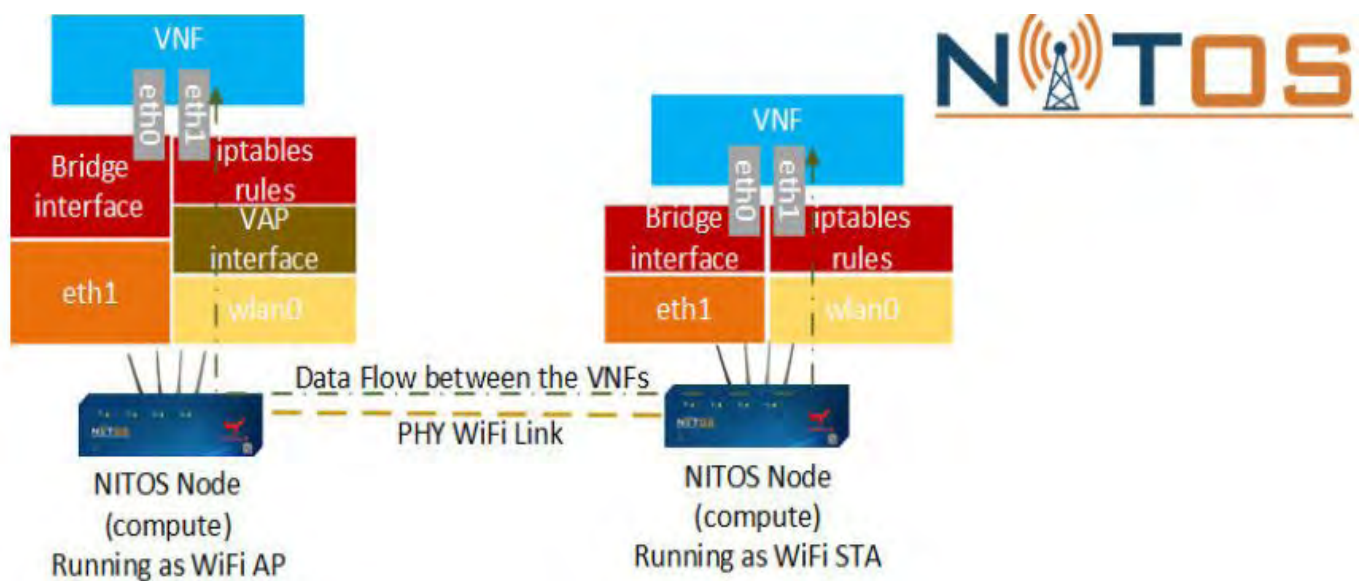 VNF
eth0
eth1
Bridge
interface
iptables
rules
VAP
interface
eth1
wlan0
NITOS
VNF
eth0
eth1
Bridge
interface
iptables
rules
eth1
wlan0
Data Flow between the VNFs
PHY WiFi Link
NITOS
NITOS Node
(compute)
Running as WiFi AP
NITOS
NITOS Node
(compute)
Running as WiFi STA